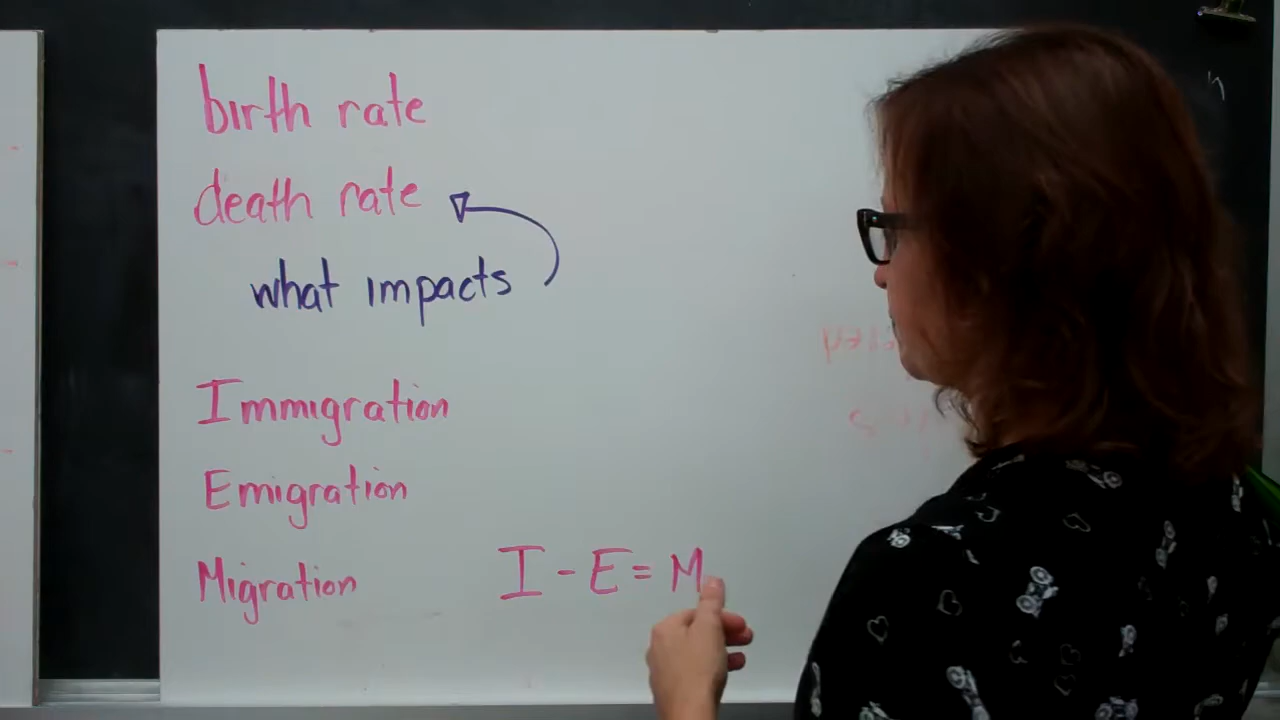 birth rate
death rate
what impacts
Immigration
Emigration
Migration
I - E = M